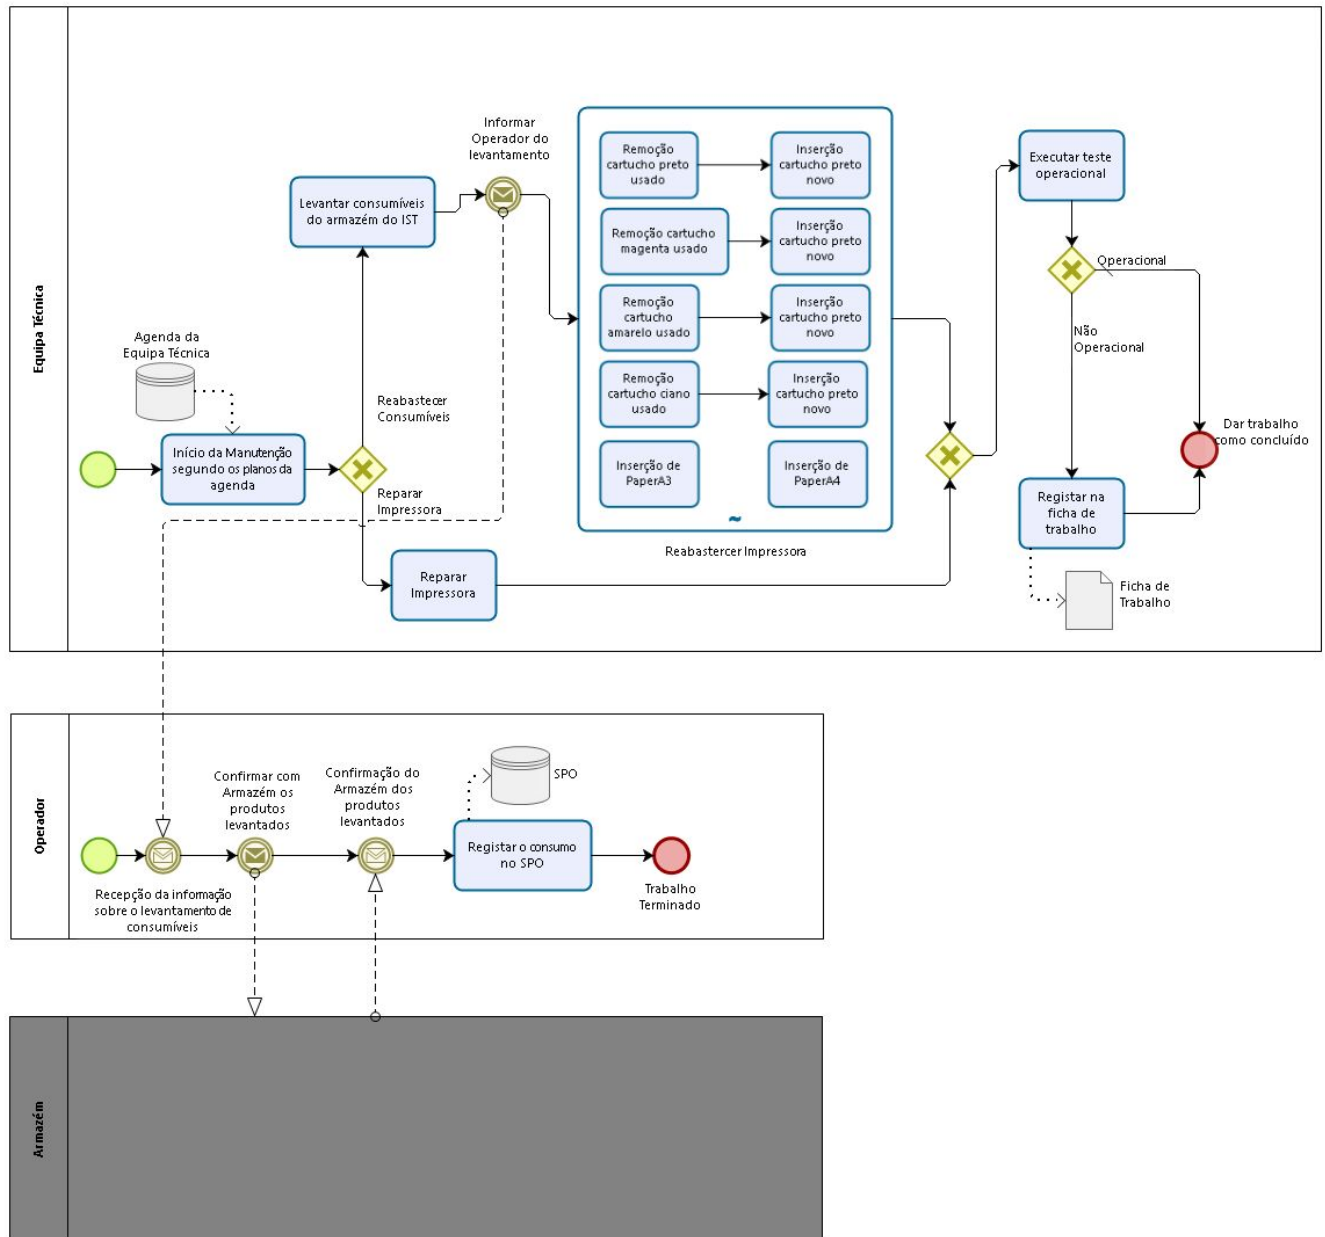 Equipa Técnica
Informar
Operador do
levantamento
Levantar consumíveis
do armazém do IST
Agenda da
Equipa Técnica
Início da Manutenção
segundo os planos da
agenda
Reabastecer
Consumíveis
Reparar
Impressora
Reparar
Impressora
Remoção
cartucho preto
usado
Inserção
cartucho preto
novo
Remoção cartucho
magenta usado
Inserção
cartucho preto
novo
Remoção
cartucho
amarelo usado
Inserção
cartucho preto
novo
Remoção
cartucho ciano
usado
Inserção
cartucho preto
novo
Inserção de
PaperA3
Inserção de
PaperA4
Reabastercer Impressora
Executar teste
operacional
Operacional
Não
Operacional
Dar trabalho
como concluído
Registar na
ficha de
trabalho
Ficha de
Trabalho
Operador
Recepção da informação
sobre o levantamento de
consumíveis
Confirmar com
Armazém os
produtos
levantados
Confirmação do
Armazém dos
produtos
levantados
SPO
Registar o consumo
no SPO
Trabalho
Terminado
Armazém